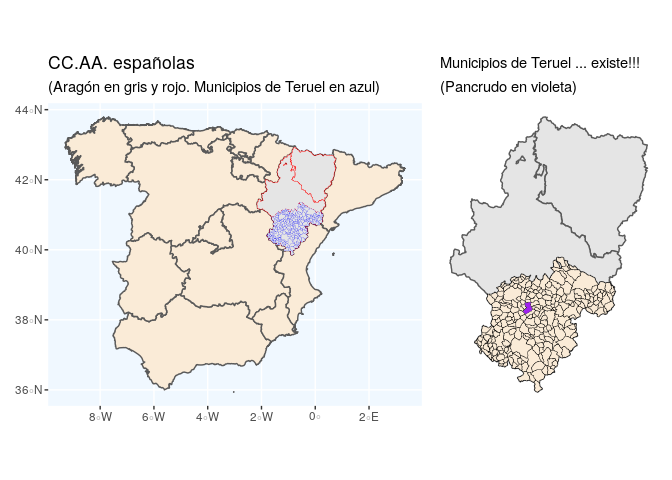 CC.AA. españolas
(Aragón en gris y rojo. Municipios de Teruel en azul)
44°N
42°N
40°N
38°N
36°N
8°W
6°W
4°W
2°W
0°
2°E
Municipios de Teruel ... existe!!!
(Pancrudo en violeta)